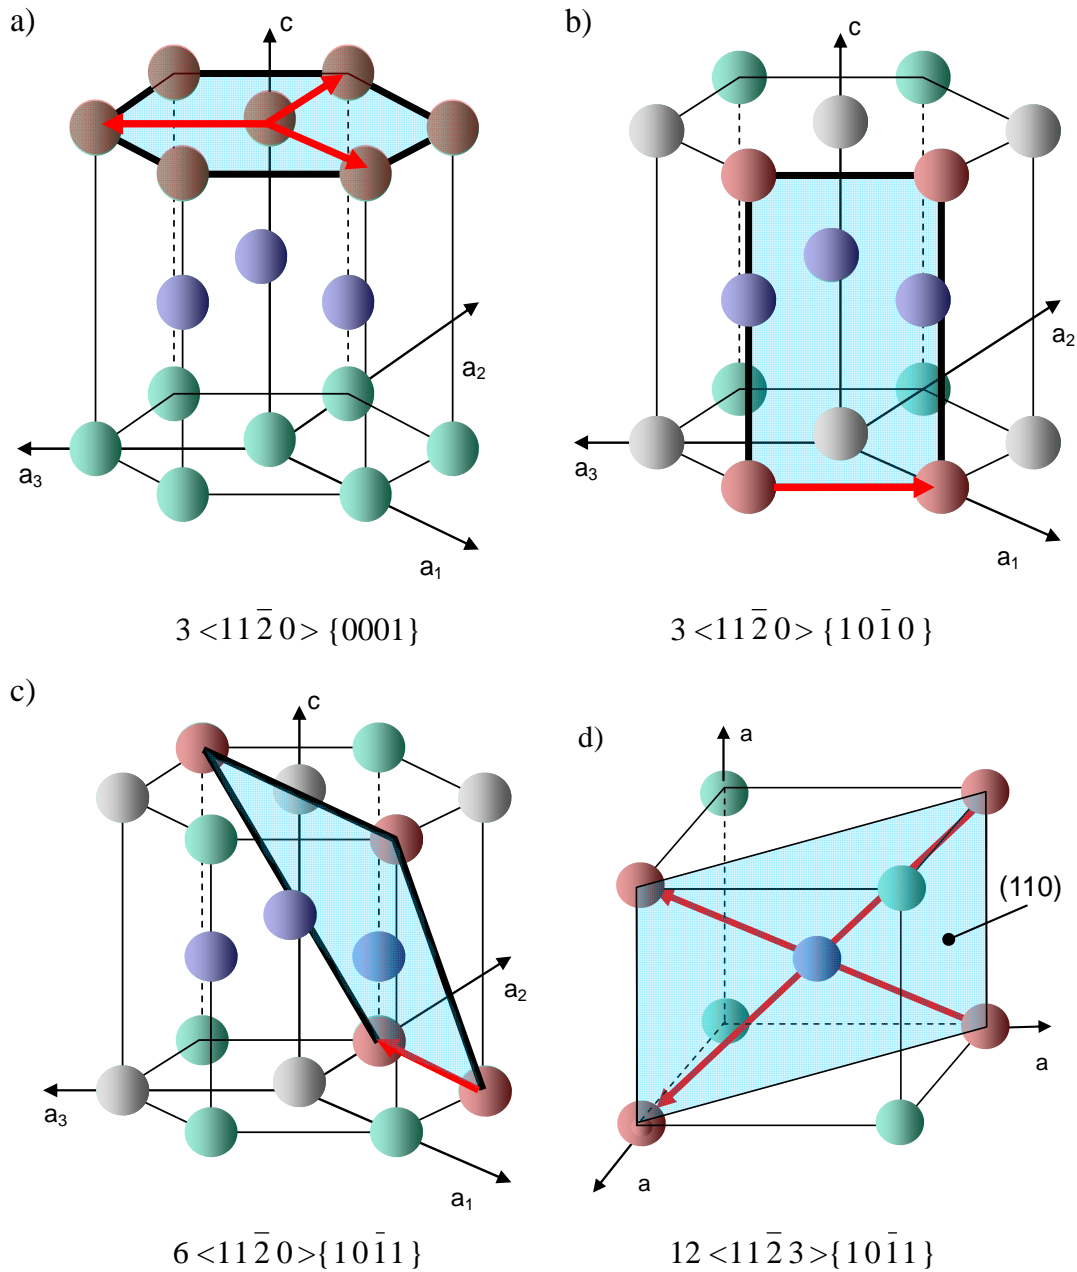 a)
c
a₂
a₃
a₁
3 <112̅0> {0001}
b)
c
a₂
a₃
a₁
3 <112̅0> {101̅0}
c)
c
a₂
a₃
a₁
6 <112̅0>{101̅1}
d)
a
(110)
a
a
12 <112̅3>{101̅1}